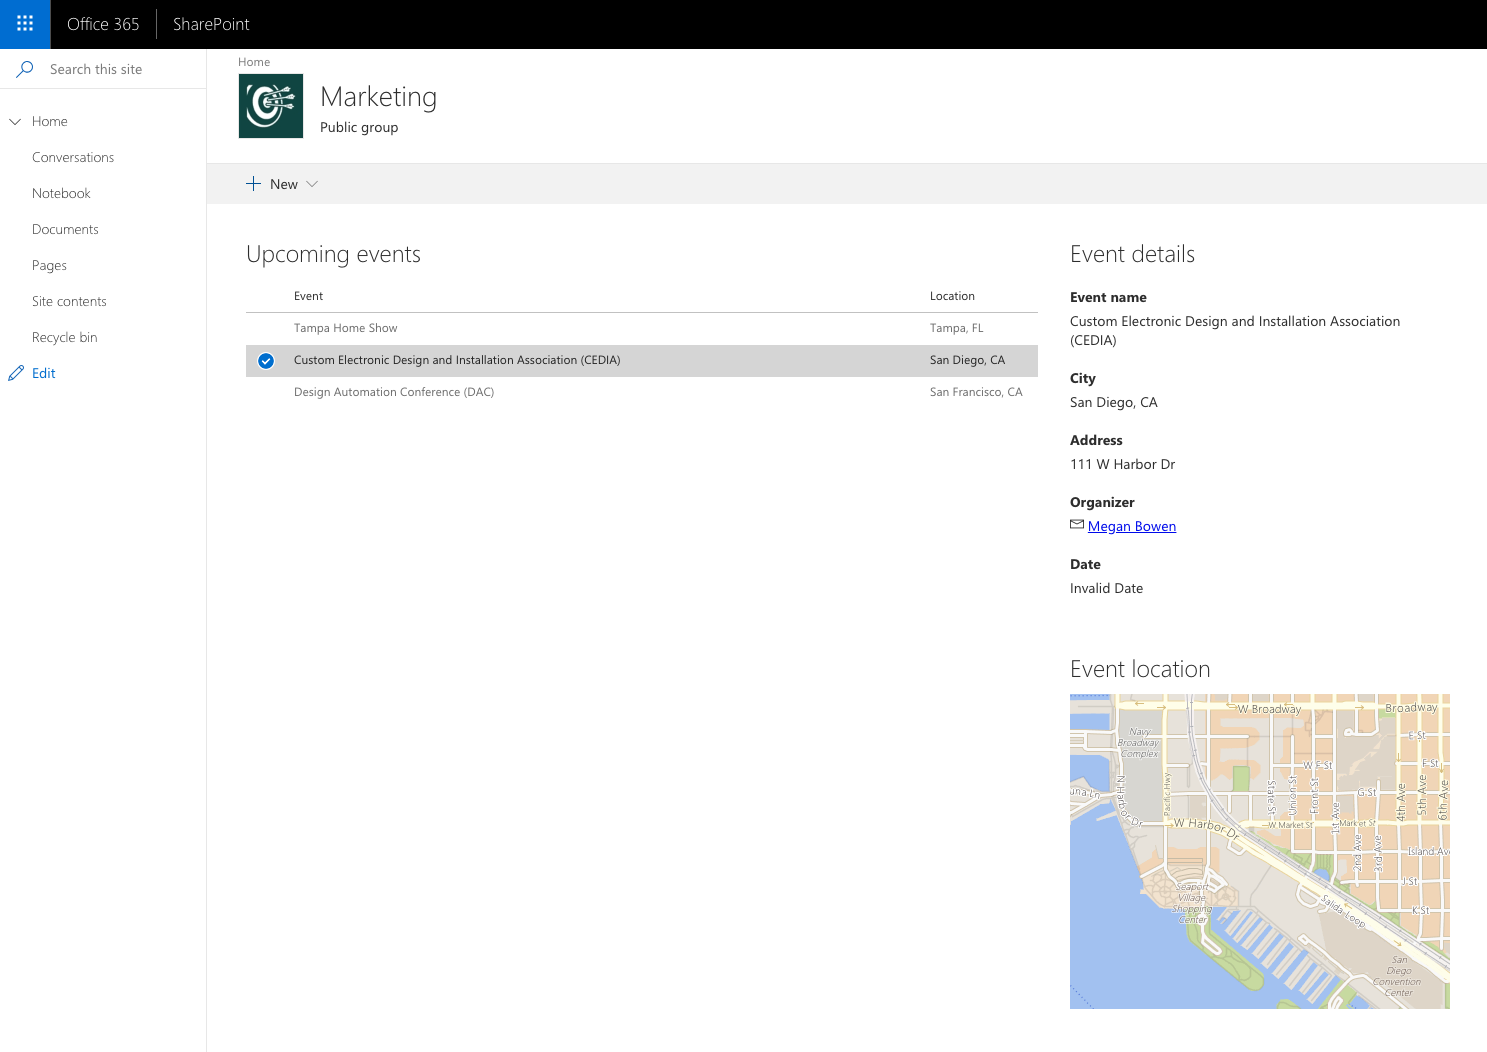 Office 365
SharePoint
Search this site
Home
Conversations
Notebook
Documents
Pages
Site contents
Recycle bin
Edit
Home
Marketing
Public group
New
Upcoming events
Event Location
Tampa Home Show Tampa, FL
Custom Electronic Design and Installation Association (CEDIA) San Diego, CA
Design Automation Conference (DAC) San Francisco, CA
Event details
Event name
Custom Electronic Design and Installation Association
(CEDIA)
City
San Diego, CA
Address
111 W Harbor Dr
Organizer
Megan Bowen
Date
Invalid Date
Event location
W Broadway
Broadway
Navy
Broadway
Complex
E St
W F St
F St
una Ln
N Harbor Dr
Pacific Hwy
State St
Union St
Front St
G St
4th Ave
5th Ave
6th Ave
W Harbor Dr
W Market St
1st Ave
Market St
2nd Ave
3rd Ave
Island Av
J St
K St
Seaport
Village
Shopping
Center
Salida Loop
San
Diego
Convention
Center